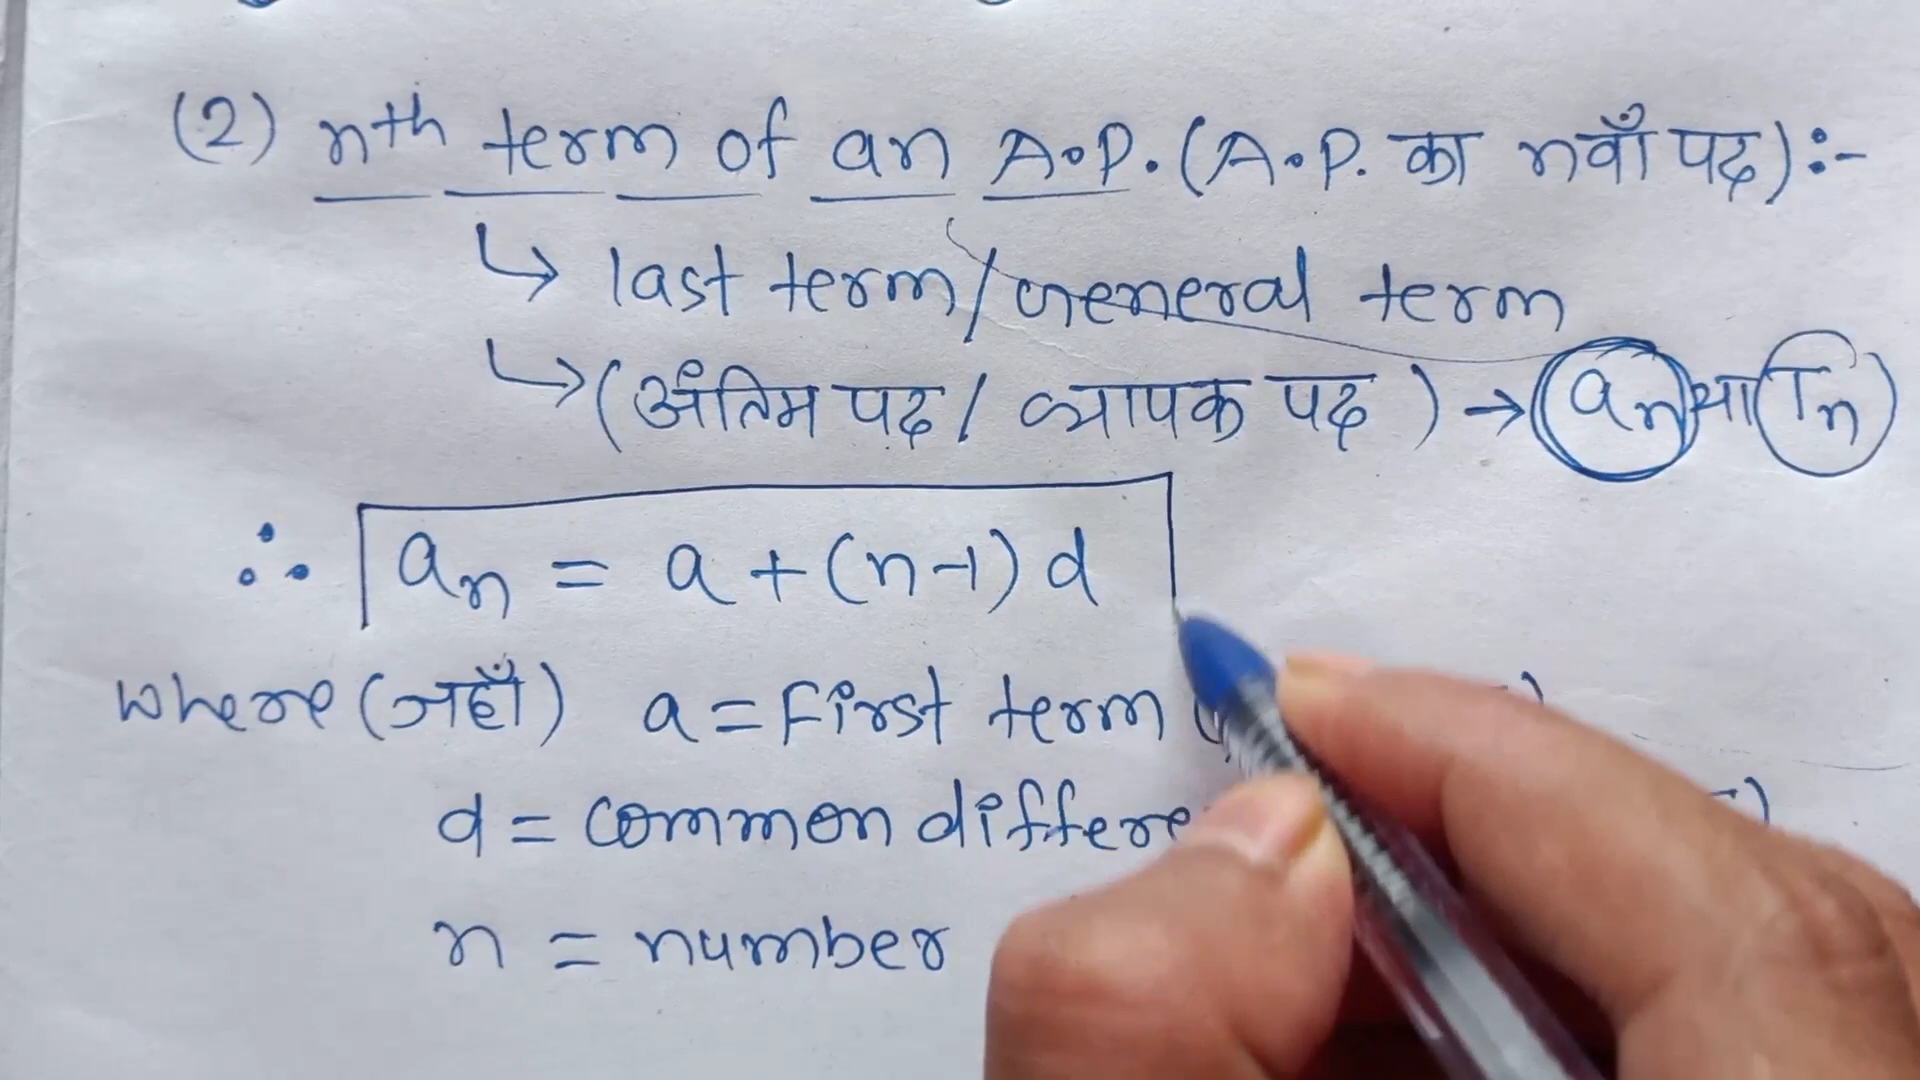 (2) nth term of an A.P. (A.P. का nवाँ पद) :-
↳ last term/General term
↳ (अंतिम पद / व्यापक पद) → an या Tn
∴ an = a + (n-1) d
where (जहाँ) a = First term (
d = common differe
n = number